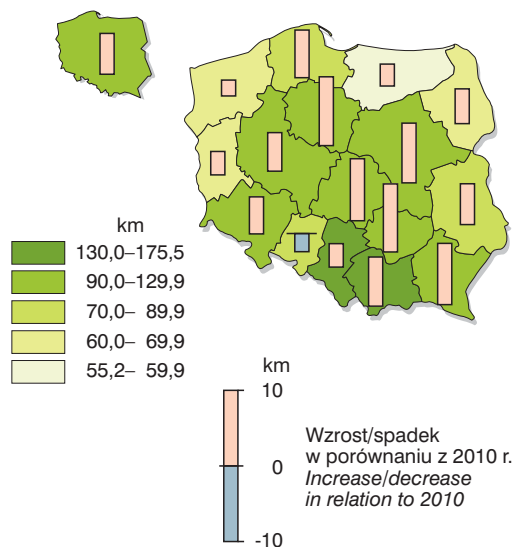 km
130,0–175,5
90,0–129,9
70,0– 89,9
60,0– 69,9
55,2– 59,9
km
10
0
-10
Wzrost/spadek
w porównaniu z 2010 r.
Increase/decrease
in relation to 2010